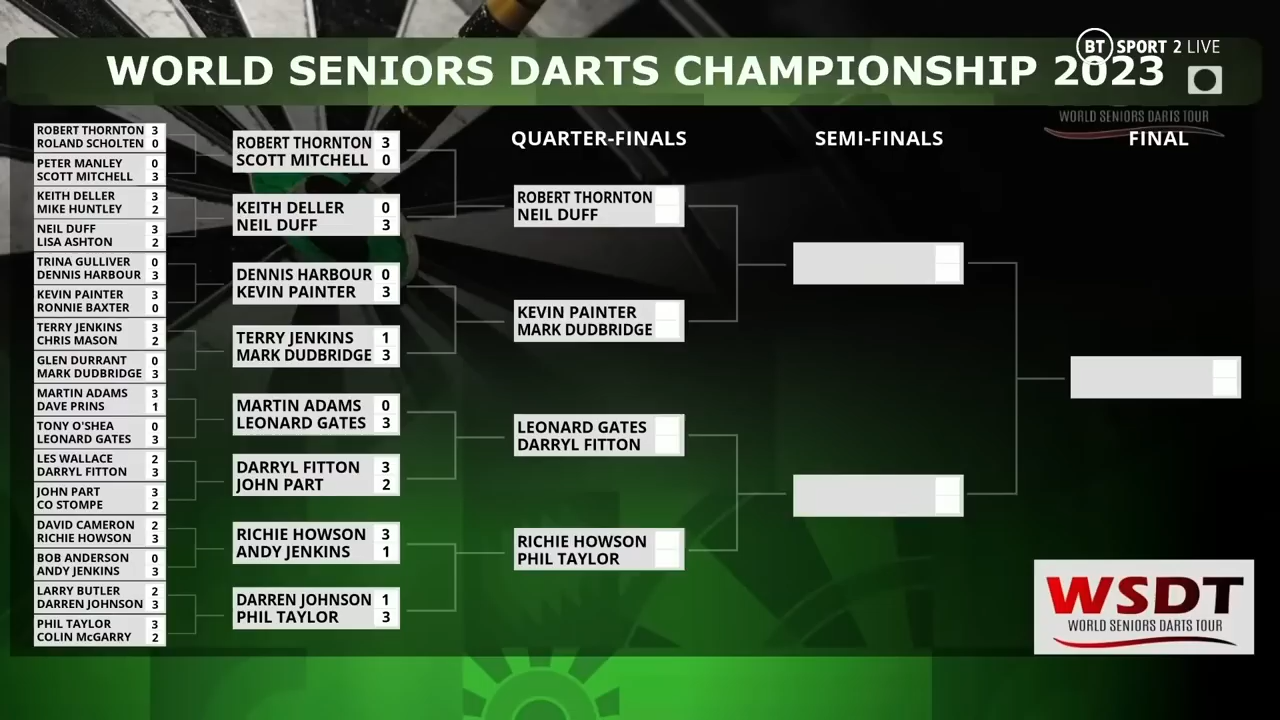 BT SPORT 2 LIVE
WORLD SENIORS DARTS CHAMPIONSHIP 2023
WORLD SENIORS DARTS TOUR
QUARTER-FINALS
SEMI-FINALS
FINAL
ROBERT THORNTON 3
ROLAND SCHOLTEN 0
PETER MANLEY 0
SCOTT MITCHELL 3
KEITH DELLER 3
MIKE HUNTLEY 2
NEIL DUFF 3
LISA ASHTON 2
TRINA GULLIVER 0
DENNIS HARBOUR 3
KEVIN PAINTER 3
RONNIE BAXTER 0
TERRY JENKINS 3
CHRIS MASON 2
GLEN DURRANT 0
MARK DUDBRIDGE 3
MARTIN ADAMS 3
DAVE PRINS 1
TONY O'SHEA 0
LEONARD GATES 3
LES WALLACE 2
DARRYL FITTON 3
JOHN PART 3
CO STOMPE 2
DAVID CAMERON 2
RICHIE HOWSON 3
BOB ANDERSON 0
ANDY JENKINS 3
LARRY BUTLER 2
DARREN JOHNSON 3
PHIL TAYLOR 3
COLIN McGARRY 2
ROBERT THORNTON 3
SCOTT MITCHELL 0
KEITH DELLER 0
NEIL DUFF 3
DENNIS HARBOUR 0
KEVIN PAINTER 3
TERRY JENKINS 1
MARK DUDBRIDGE 3
MARTIN ADAMS 0
LEONARD GATES 3
DARRYL FITTON 3
JOHN PART 2
RICHIE HOWSON 3
ANDY JENKINS 1
DARREN JOHNSON 1
PHIL TAYLOR 3
ROBERT THORNTON
NEIL DUFF
KEVIN PAINTER
MARK DUDBRIDGE
LEONARD GATES
DARRYL FITTON
RICHIE HOWSON
PHIL TAYLOR
WSDT
WORLD SENIORS DARTS TOUR